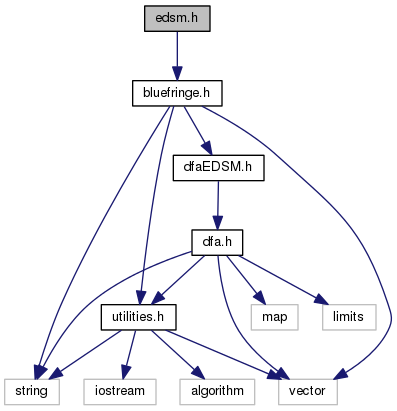 edsm.h
bluefringe.h
dfaEDSM.h
dfa.h
utilities.h
map
limits
string
iostream
algorithm
vector